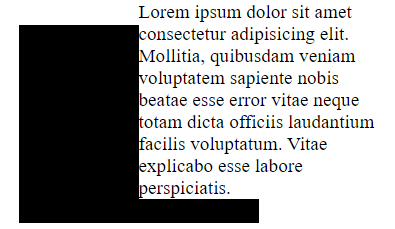 Lorem ipsum dolor sit amet
consectetur adipisicing elit.
Mollitia, quibusdam veniam
voluptatem sapiente nobis
beatae esse error vitae neque
totam dicta officiis laudantium
facilis voluptatum. Vitae
explicabo esse labore
perspiciatis.